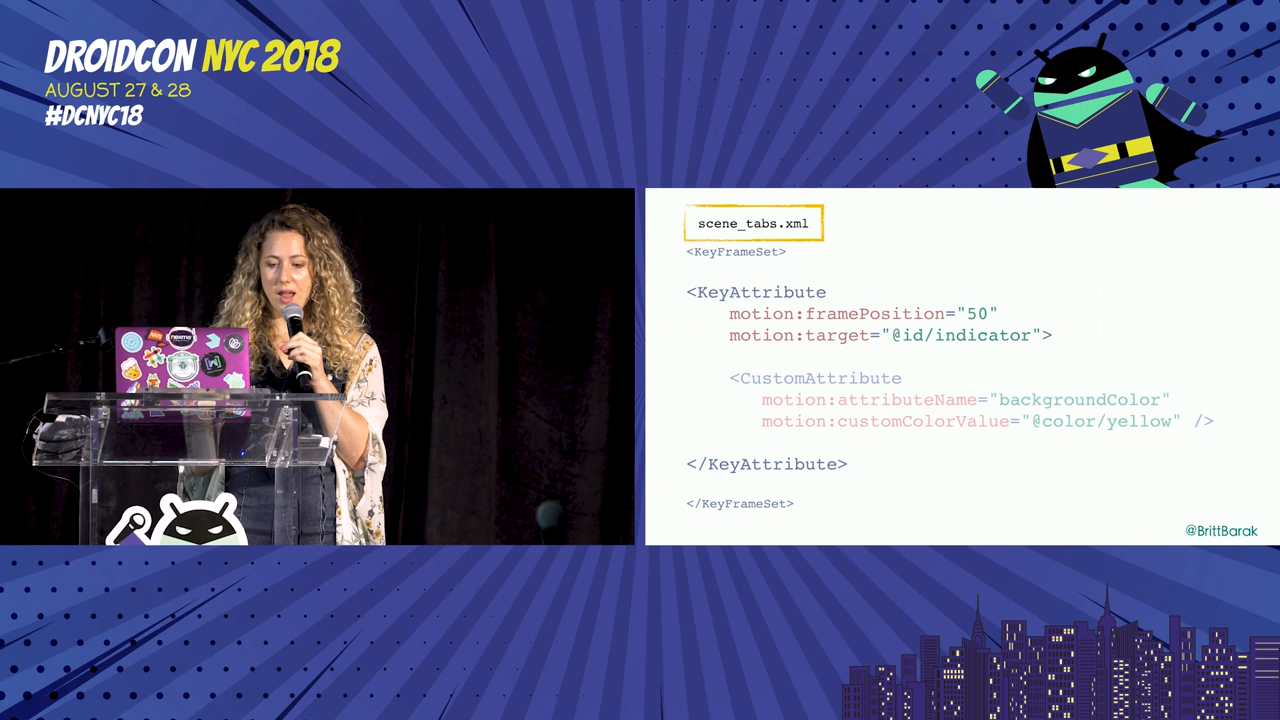 DROIDCON NYC 2018
AUGUST 27 & 28
#DCNYC18
scene_tabs.xml
<KeyFrameSet>
<KeyAttribute
motion:framePosition="50"
motion:target="@id/indicator">
<CustomAttribute
motion:attributeName="backgroundColor"
motion:customColorValue="@color/yellow" />
</KeyAttribute>
</KeyFrameSet>
@BrittBarak
nexmo